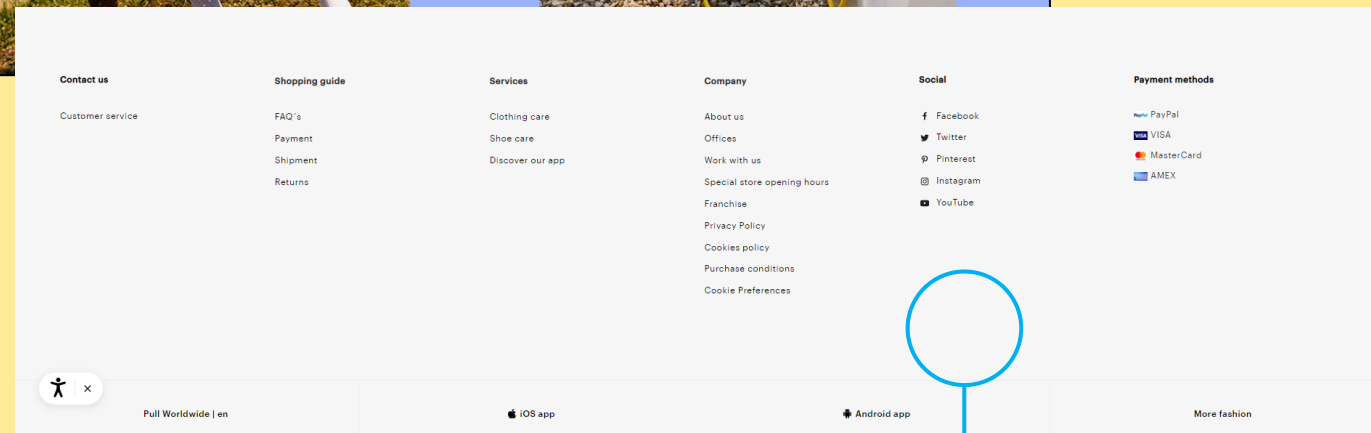 Contact us
Customer service
Shopping guide
FAQ´s
Payment
Shipment
Returns
Services
Clothing care
Shoe care
Discover our app
Company
About us
Offices
Work with us
Special store opening hours
Franchise
Privacy Policy
Cookies policy
Purchase conditions
Cookie Preferences
Social
Facebook
Twitter
Pinterest
Instagram
YouTube
Payment methods
PayPal PayPal
VISA VISA
MasterCard
AMEX
Pull Worldwide | en
iOS app
Android app
More fashion